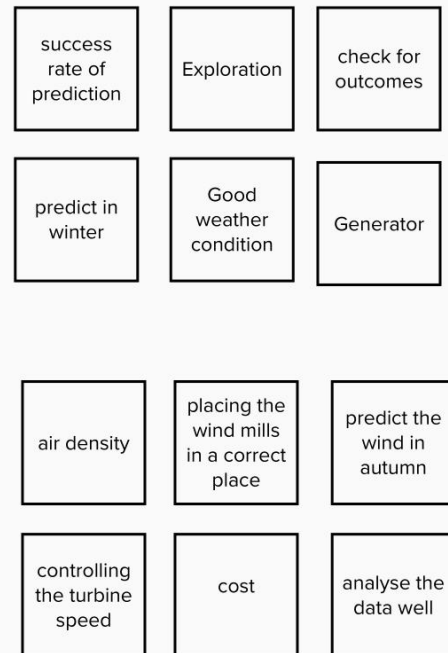 success
rate of
prediction
Exploration
check for
outcomes
predict in
winter
Good
weather
condition
Generator
air density
placing the
wind mills
in a correct
place
predict the
wind in
autumn
controlling
the turbine
speed
cost
analyse the
data well